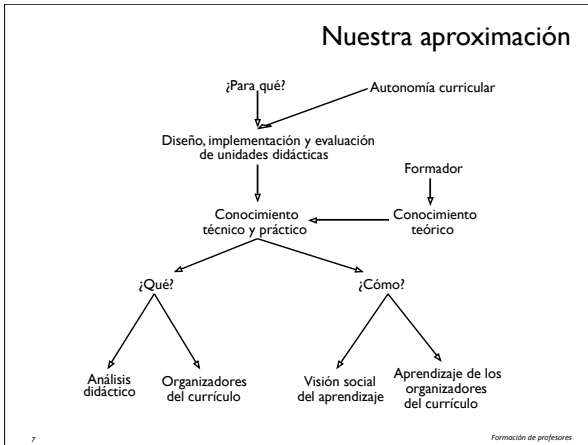 Nuestra aproximación
¿Para qué?
Autonomía curricular
Diseño, implementación y evaluación
de unidades didácticas
Formador
Conocimiento
técnico y práctico
Conocimiento
teórico
¿Qué?
¿Cómo?
Análisis
didáctico
Organizadores
del currículo
Visión social
del aprendizaje
Aprendizaje de los
organizadores
del currículo
7
Formación de profesores